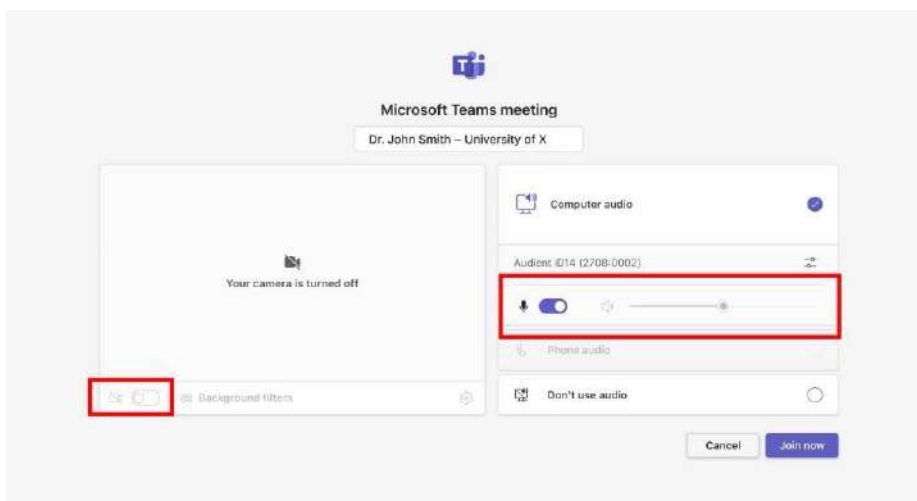 Microsoft Teams meeting
Dr. John Smith – University of X
Your camera is turned off
Background filters
Computer audio
Audient iD14 (2708:0002)
Phone audio
Don't use audio
Cancel
Join now